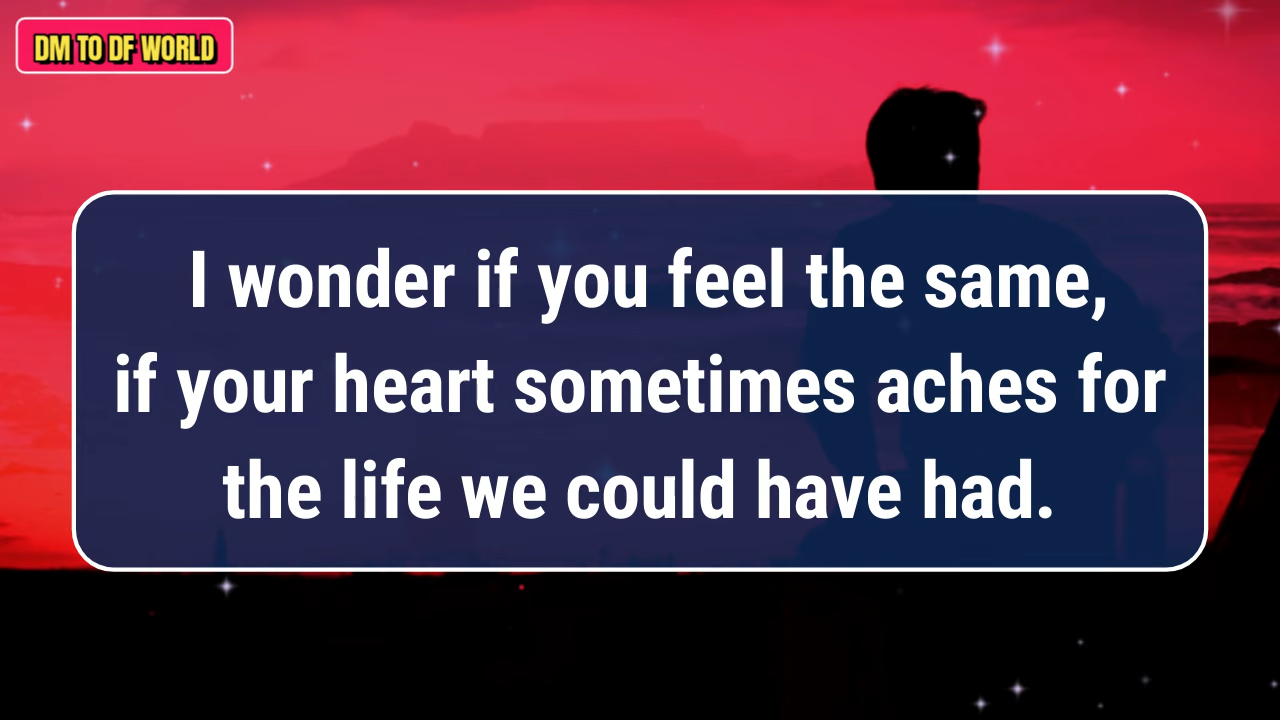 DM TO DF WORLD
I wonder if you feel the same,
if your heart sometimes aches for
the life we could have had.